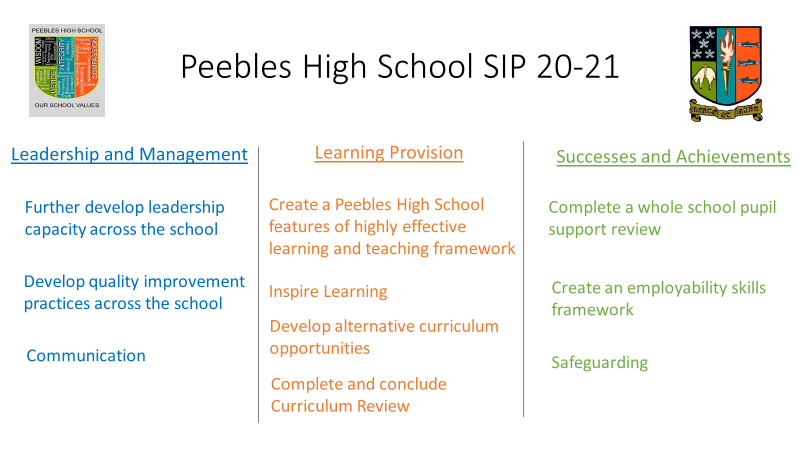 PEEBLES HIGH SCHOOL
WISDOM
JUSTICE
INTEGRITY
COMPASSION
OUR SCHOOL VALUES
Peebles High School SIP 20-21
Leadership and Management
Further develop leadership
capacity across the school
Develop quality improvement
practices across the school
Communication
Learning Provision
Create a Peebles High School
features of highly effective
learning and teaching framework
Inspire Learning
Develop alternative curriculum
opportunities
Complete and conclude
Curriculum Review
Successes and Achievements
Complete a whole school pupil
support review
Create an employability skills
framework
Safeguarding